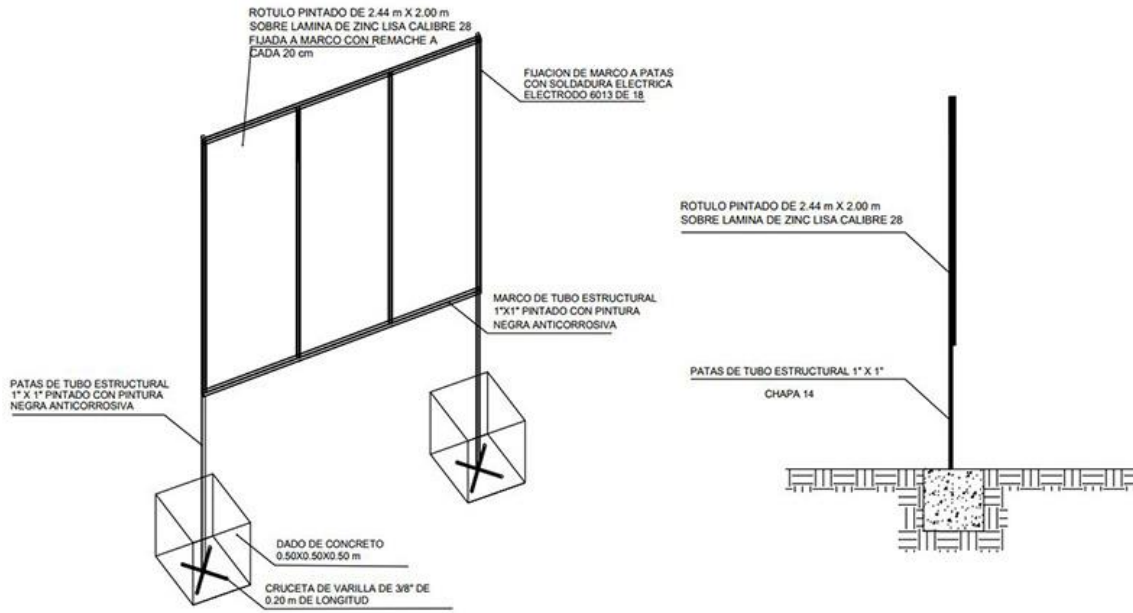 ROTULO PINTADO DE 2.44 m X 2.00 m
SOBRE LAMINA DE ZINC LISA CALIBRE 28
FIJADA A MARCO CON REMACHE A
CADA 20 cm
FIJACION DE MARCO A PATAS
CON SOLDADURA ELECTRICA
ELECTRODO 6013 DE 18
MARCO DE TUBO ESTRUCTURAL
1"X1" PINTADO CON PINTURA
NEGRA ANTICORROSIVA
PATAS DE TUBO ESTRUCTURAL
1" X 1" PINTADO CON PINTURA
NEGRA ANTICORROSIVA
DADO DE CONCRETO
0.50X0.50X0.50 m
CRUCETA DE VARILLA DE 3/8" DE
0.20 m DE LONGITUD
ROTULO PINTADO DE 2.44 m X 2.00 m
SOBRE LAMINA DE ZINC LISA CALIBRE 28
PATAS DE TUBO ESTRUCTURAL 1" X 1"
CHAPA 14